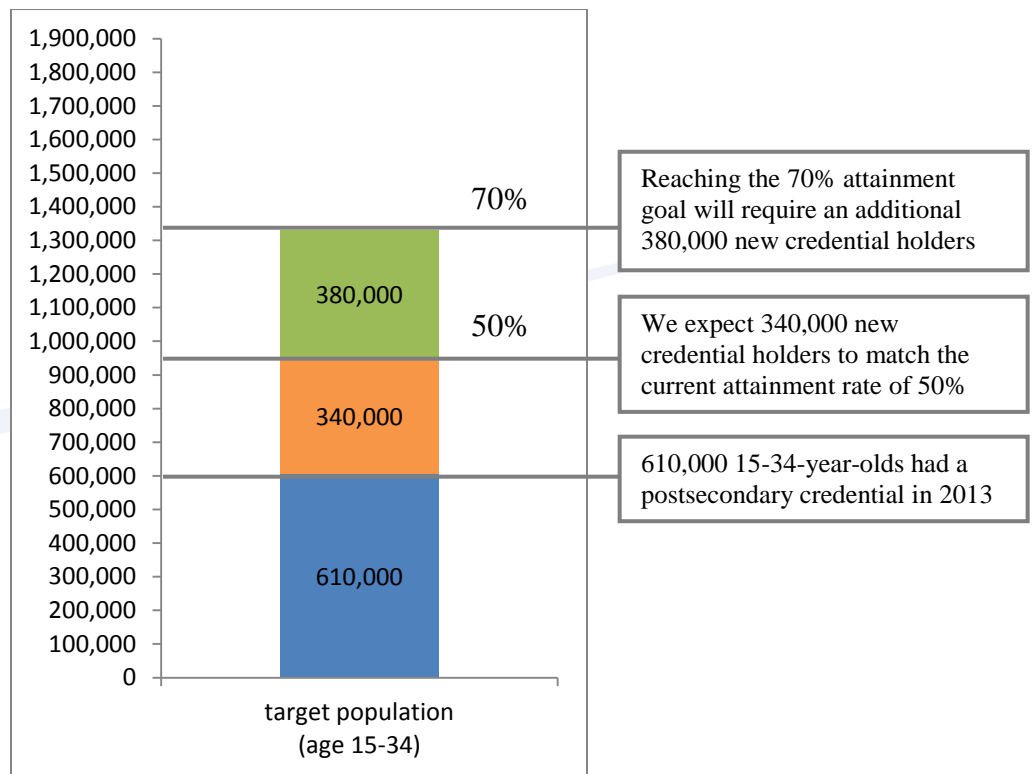 1,900,000
1,800,000
1,700,000
1,600,000
1,500,000
1,400,000
1,300,000
1,200,000
1,100,000
1,000,000
900,000
800,000
700,000
600,000
500,000
400,000
300,000
200,000
100,000
0
70%
50%
380,000
340,000
610,000
target population
(age 15-34)
Reaching the 70% attainment
goal will require an additional
380,000 new credential holders
We expect 340,000 new
credential holders to match the
current attainment rate of 50%
610,000 15-34-year-olds had a
postsecondary credential in 2013